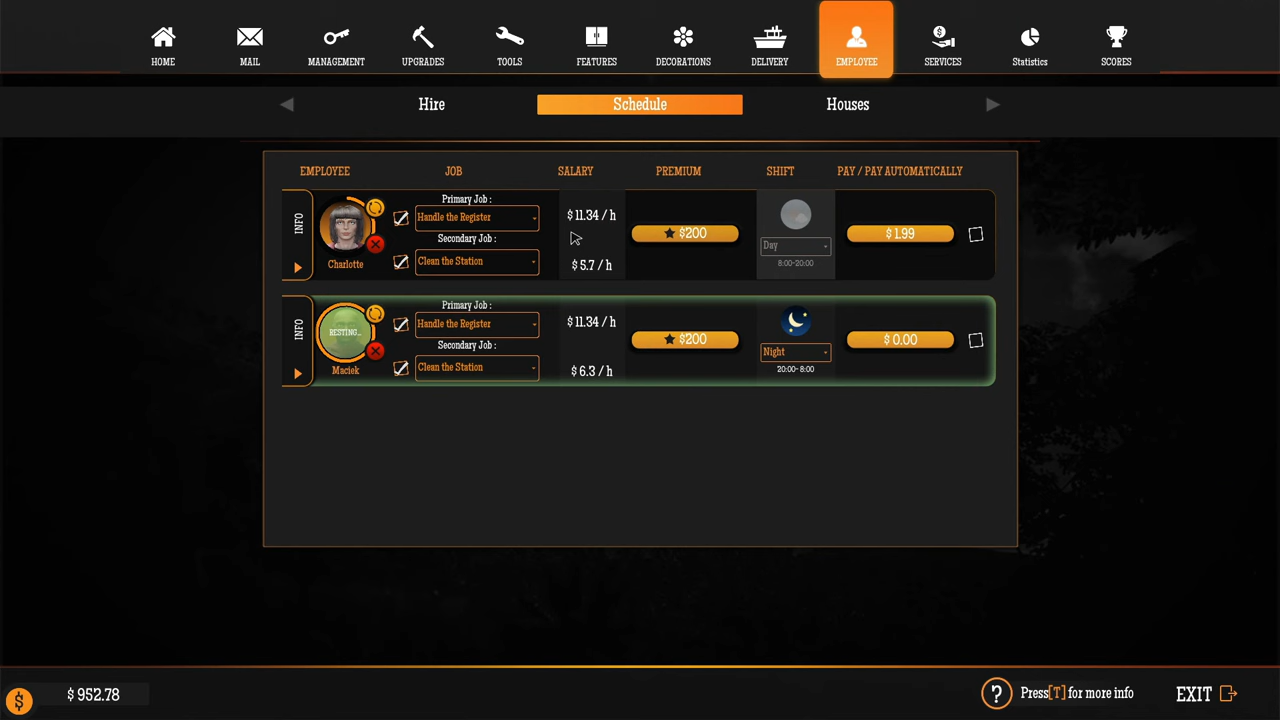 HOME MAIL MANAGEMENT UPGRADES TOOLS FEATURES DECORATIONS DELIVERY EMPLOYEE SERVICES Statistics SCORES
Hire Schedule Houses
EMPLOYEE JOB SALARY PREMIUM SHIFT PAY / PAY AUTOMATICALLY
INFO
Charlotte
Primary Job :
Handle the Register
Secondary Job :
Clean the Station
$ 11.34 / h
$ 5.7 / h
$200
Day
8:00-20:00
$ 1.99
INFO
RESTING...
Maciek
Primary Job :
Handle the Register
Secondary Job :
Clean the Station
$ 11.34 / h
$ 6.3 / h
$200
Night
20:00-8:00
$ 0.00
$ $ 952.78
? Press[T] for more info
EXIT